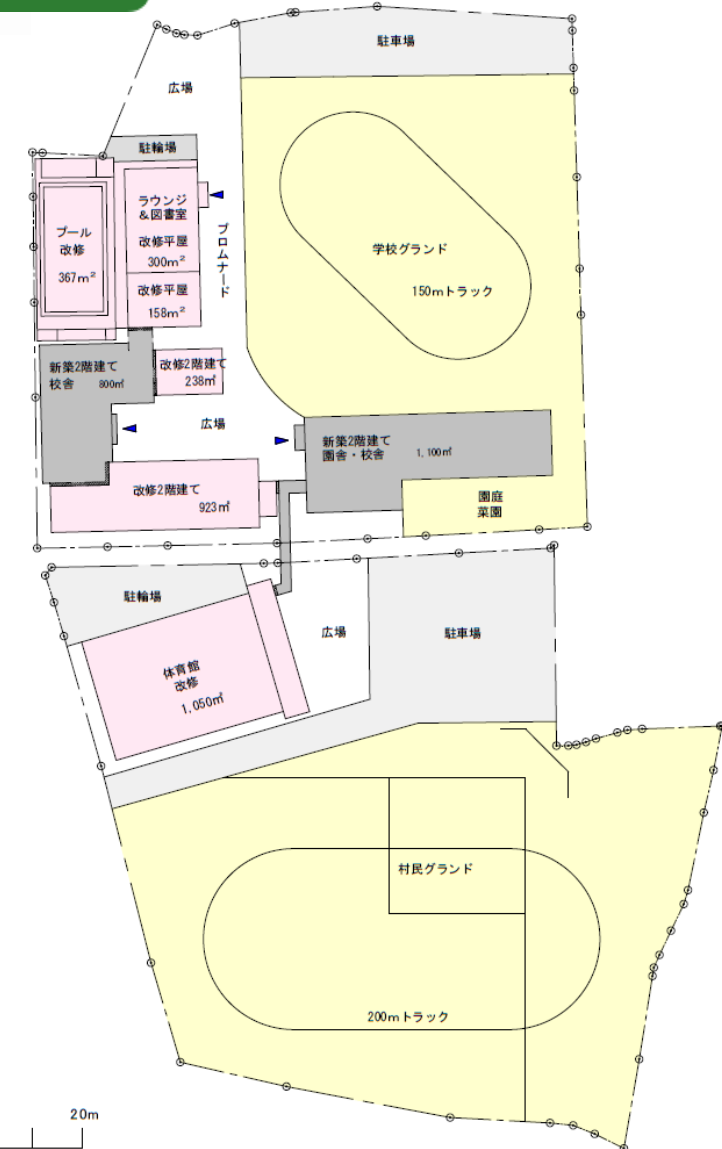 駐車場
広場
駐輪場
ラウンジ
&図書室
改修平屋
300m²
プール
改修
367m²
プロムナード
学校グランド
150mトラック
改修平屋
158m²
新築2階建て
校舎 800㎡
改修2階建て
238㎡
広場
新築2階建て
園舎・校舎 1,100㎡
改修2階建て
923㎡
園庭
菜園
駐輪場
広場
駐車場
体育館
改修
1,050㎡
村民グランド
200mトラック
20m